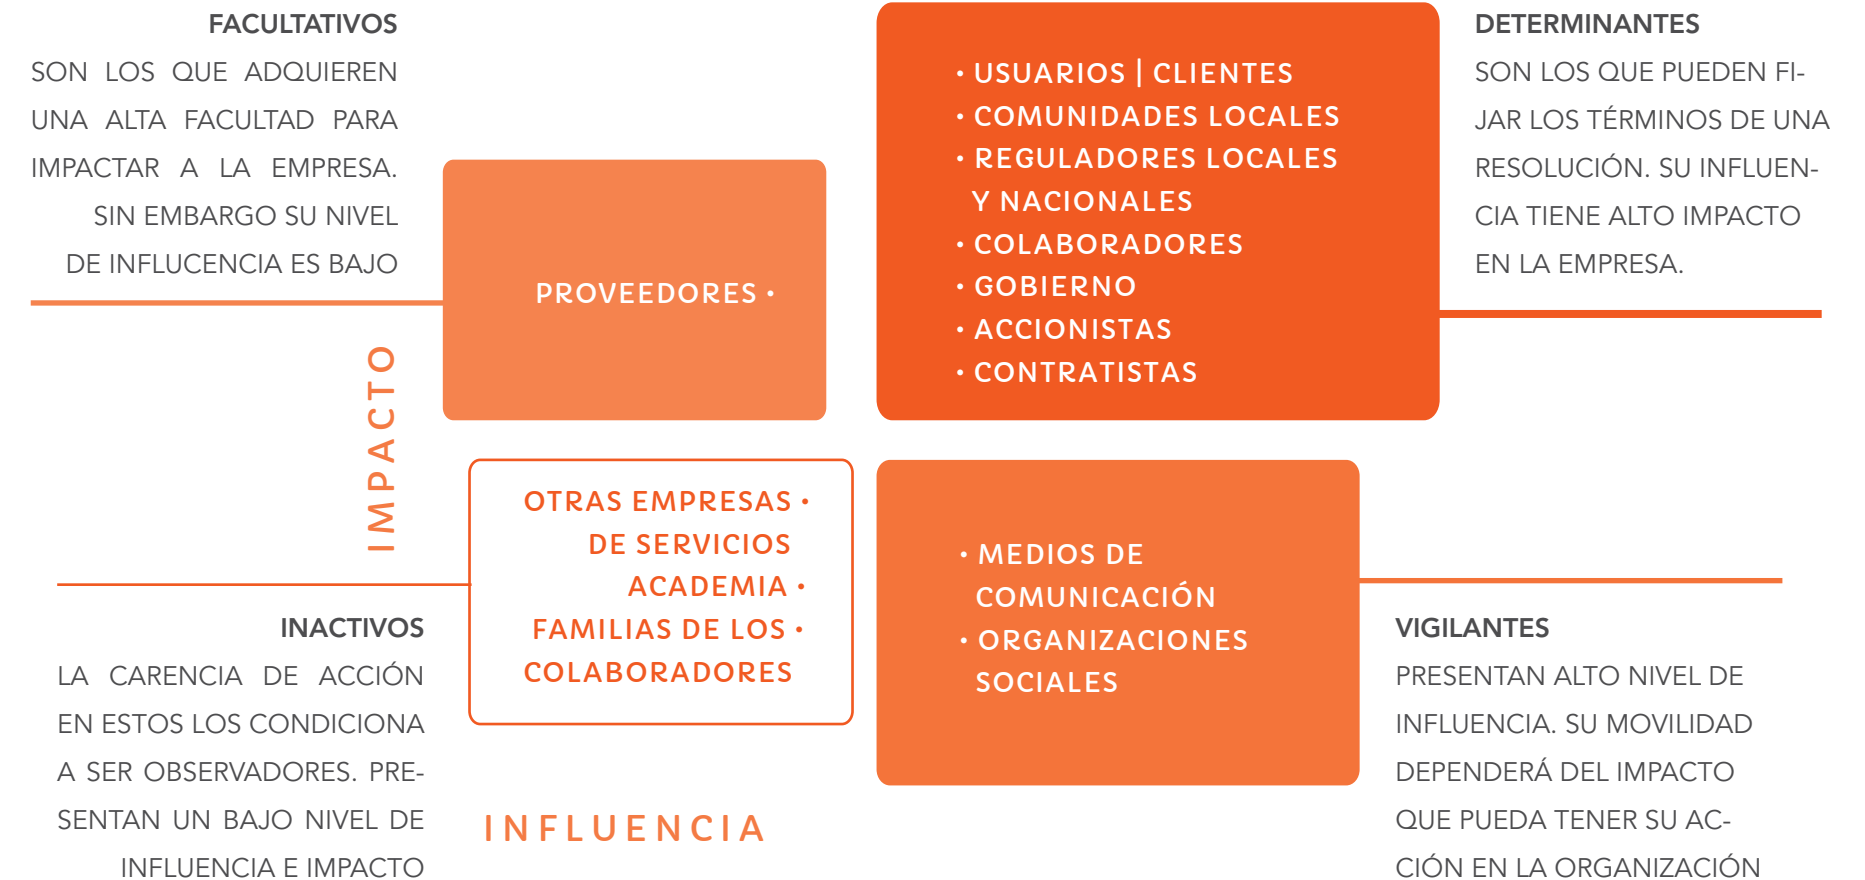 FACULTATIVOS
SON LOS QUE ADQUIEREN
UNA ALTA FACULTAD PARA
IMPACTAR A LA EMPRESA.
SIN EMBARGO SU NIVEL
DE INFLUCENCIA ES BAJO
PROVEEDORES •
• USUARIOS | CLIENTES
• COMUNIDADES LOCALES
• REGULADORES LOCALES
Y NACIONALES
• COLABORADORES
• GOBIERNO
• ACCIONISTAS
• CONTRATISTAS
DETERMINANTES
SON LOS QUE PUEDEN FI-
JAR LOS TÉRMINOS DE UNA
RESOLUCIÓN. SU INFLUEN-
CIA TIENE ALTO IMPACTO
EN LA EMPRESA.
IMPACTO
INACTIVOS
LA CARENCIA DE ACCIÓN
EN ESTOS LOS CONDICIONA
A SER OBSERVADORES. PRE-
SENTAN UN BAJO NIVEL DE
INFLUENCIA E IMPACTO
OTRAS EMPRESAS •
DE SERVICIOS
ACADEMIA •
FAMILIAS DE LOS •
COLABORADORES
• MEDIOS DE
COMUNICACIÓN
• ORGANIZACIONES
SOCIALES
VIGILANTES
PRESENTAN ALTO NIVEL DE
INFLUENCIA. SU MOVILIDAD
DEPENDERÁ DEL IMPACTO
QUE PUEDA TENER SU AC-
CIÓN EN LA ORGANIZACIÓN
INFLUENCIA